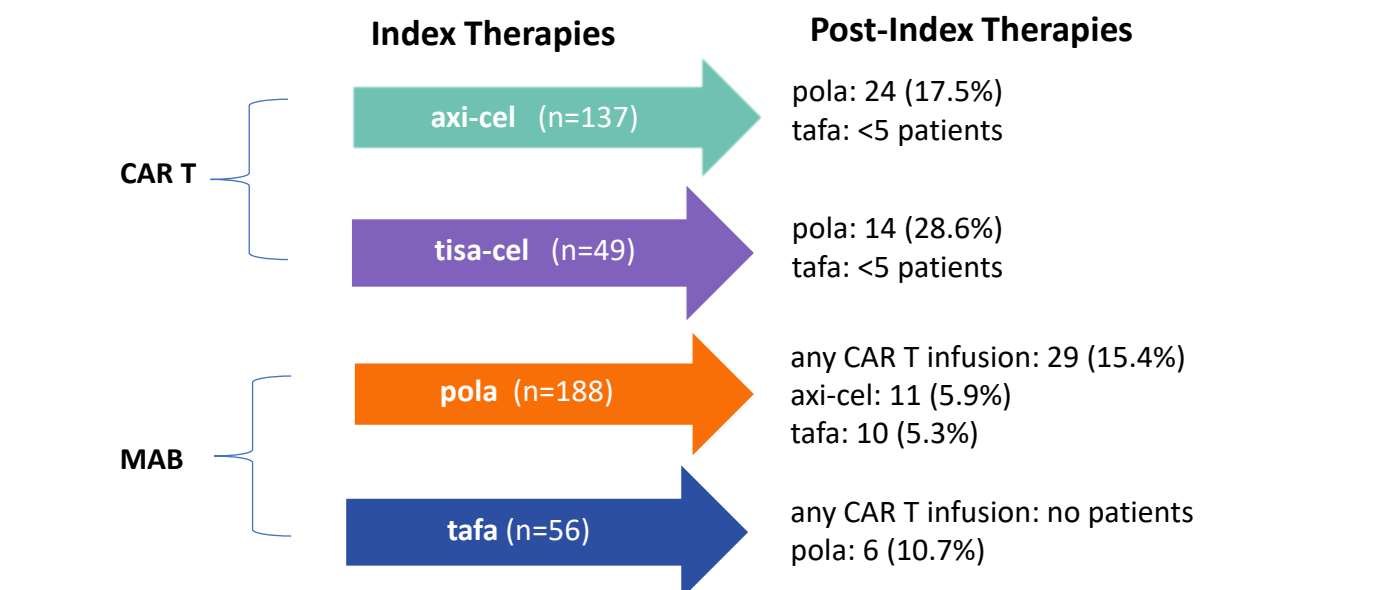 Index Therapies
Post-Index Therapies
CAR T
axi-cel (n=137)
pola: 24 (17.5%)
tafa: <5 patients
tisa-cel (n=49)
pola: 14 (28.6%)
tafa: <5 patients
MAB
pola (n=188)
any CAR T infusion: 29 (15.4%)
axi-cel: 11 (5.9%)
tafa: 10 (5.3%)
tafa (n=56)
any CAR T infusion: no patients
pola: 6 (10.7%)